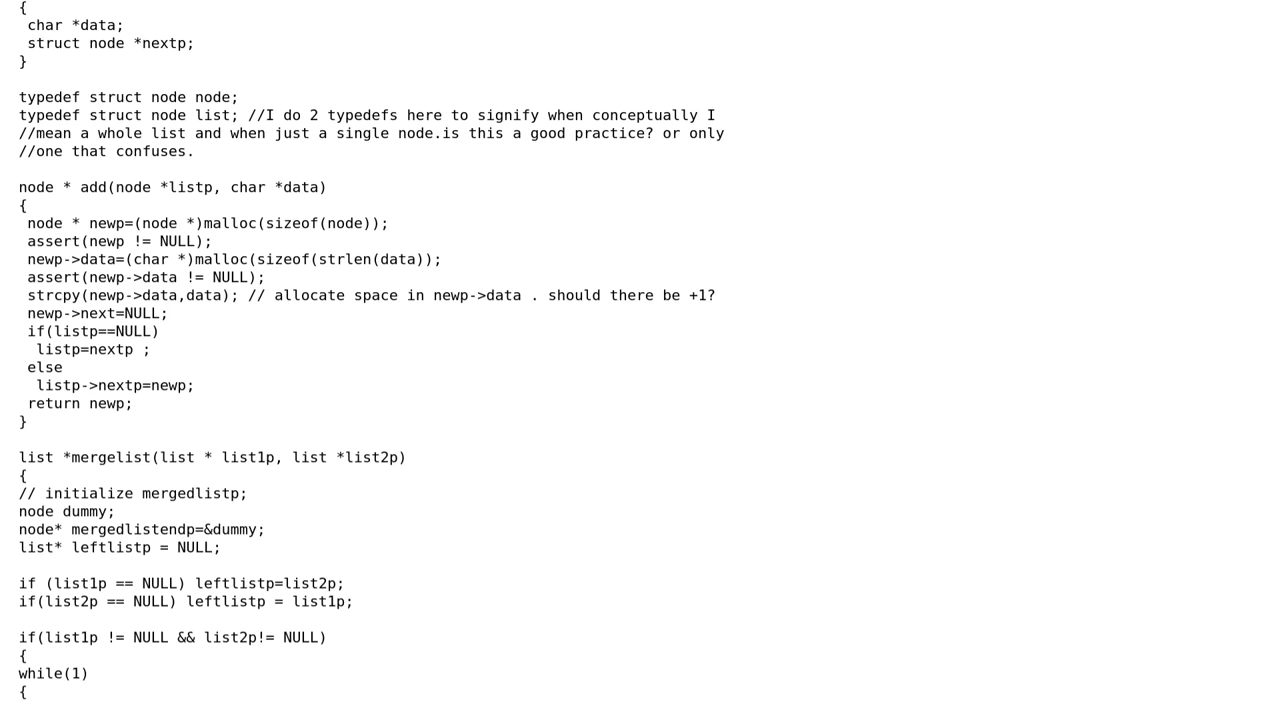 {
 char *data;
 struct node *nextp;
}

typedef struct node node;
typedef struct node list; //I do 2 typedefs here to signify when conceptually I
//mean a whole list and when just a single node.is this a good practice? or only
//one that confuses.

node * add(node *listp, char *data)
{
 node * newp=(node *)malloc(sizeof(node));
 assert(newp != NULL);
 newp->data=(char *)malloc(sizeof(strlen(data));
 assert(newp->data != NULL);
 strcpy(newp->data,data); // allocate space in newp->data . should there be +1?
 newp->next=NULL;
 if(listp==NULL)
  listp=nextp ;
 else
  listp->nextp=newp;
 return newp;
}

list *mergelist(list * list1p, list *list2p)
{
// initialize mergedlistp;
node dummy;
node* mergedlistendp=&dummy;
list* leftlistp = NULL;

if (list1p == NULL) leftlistp=list2p;
if(list2p == NULL) leftlistp = list1p;

if(list1p != NULL && list2p!= NULL)
{
while(1)
{